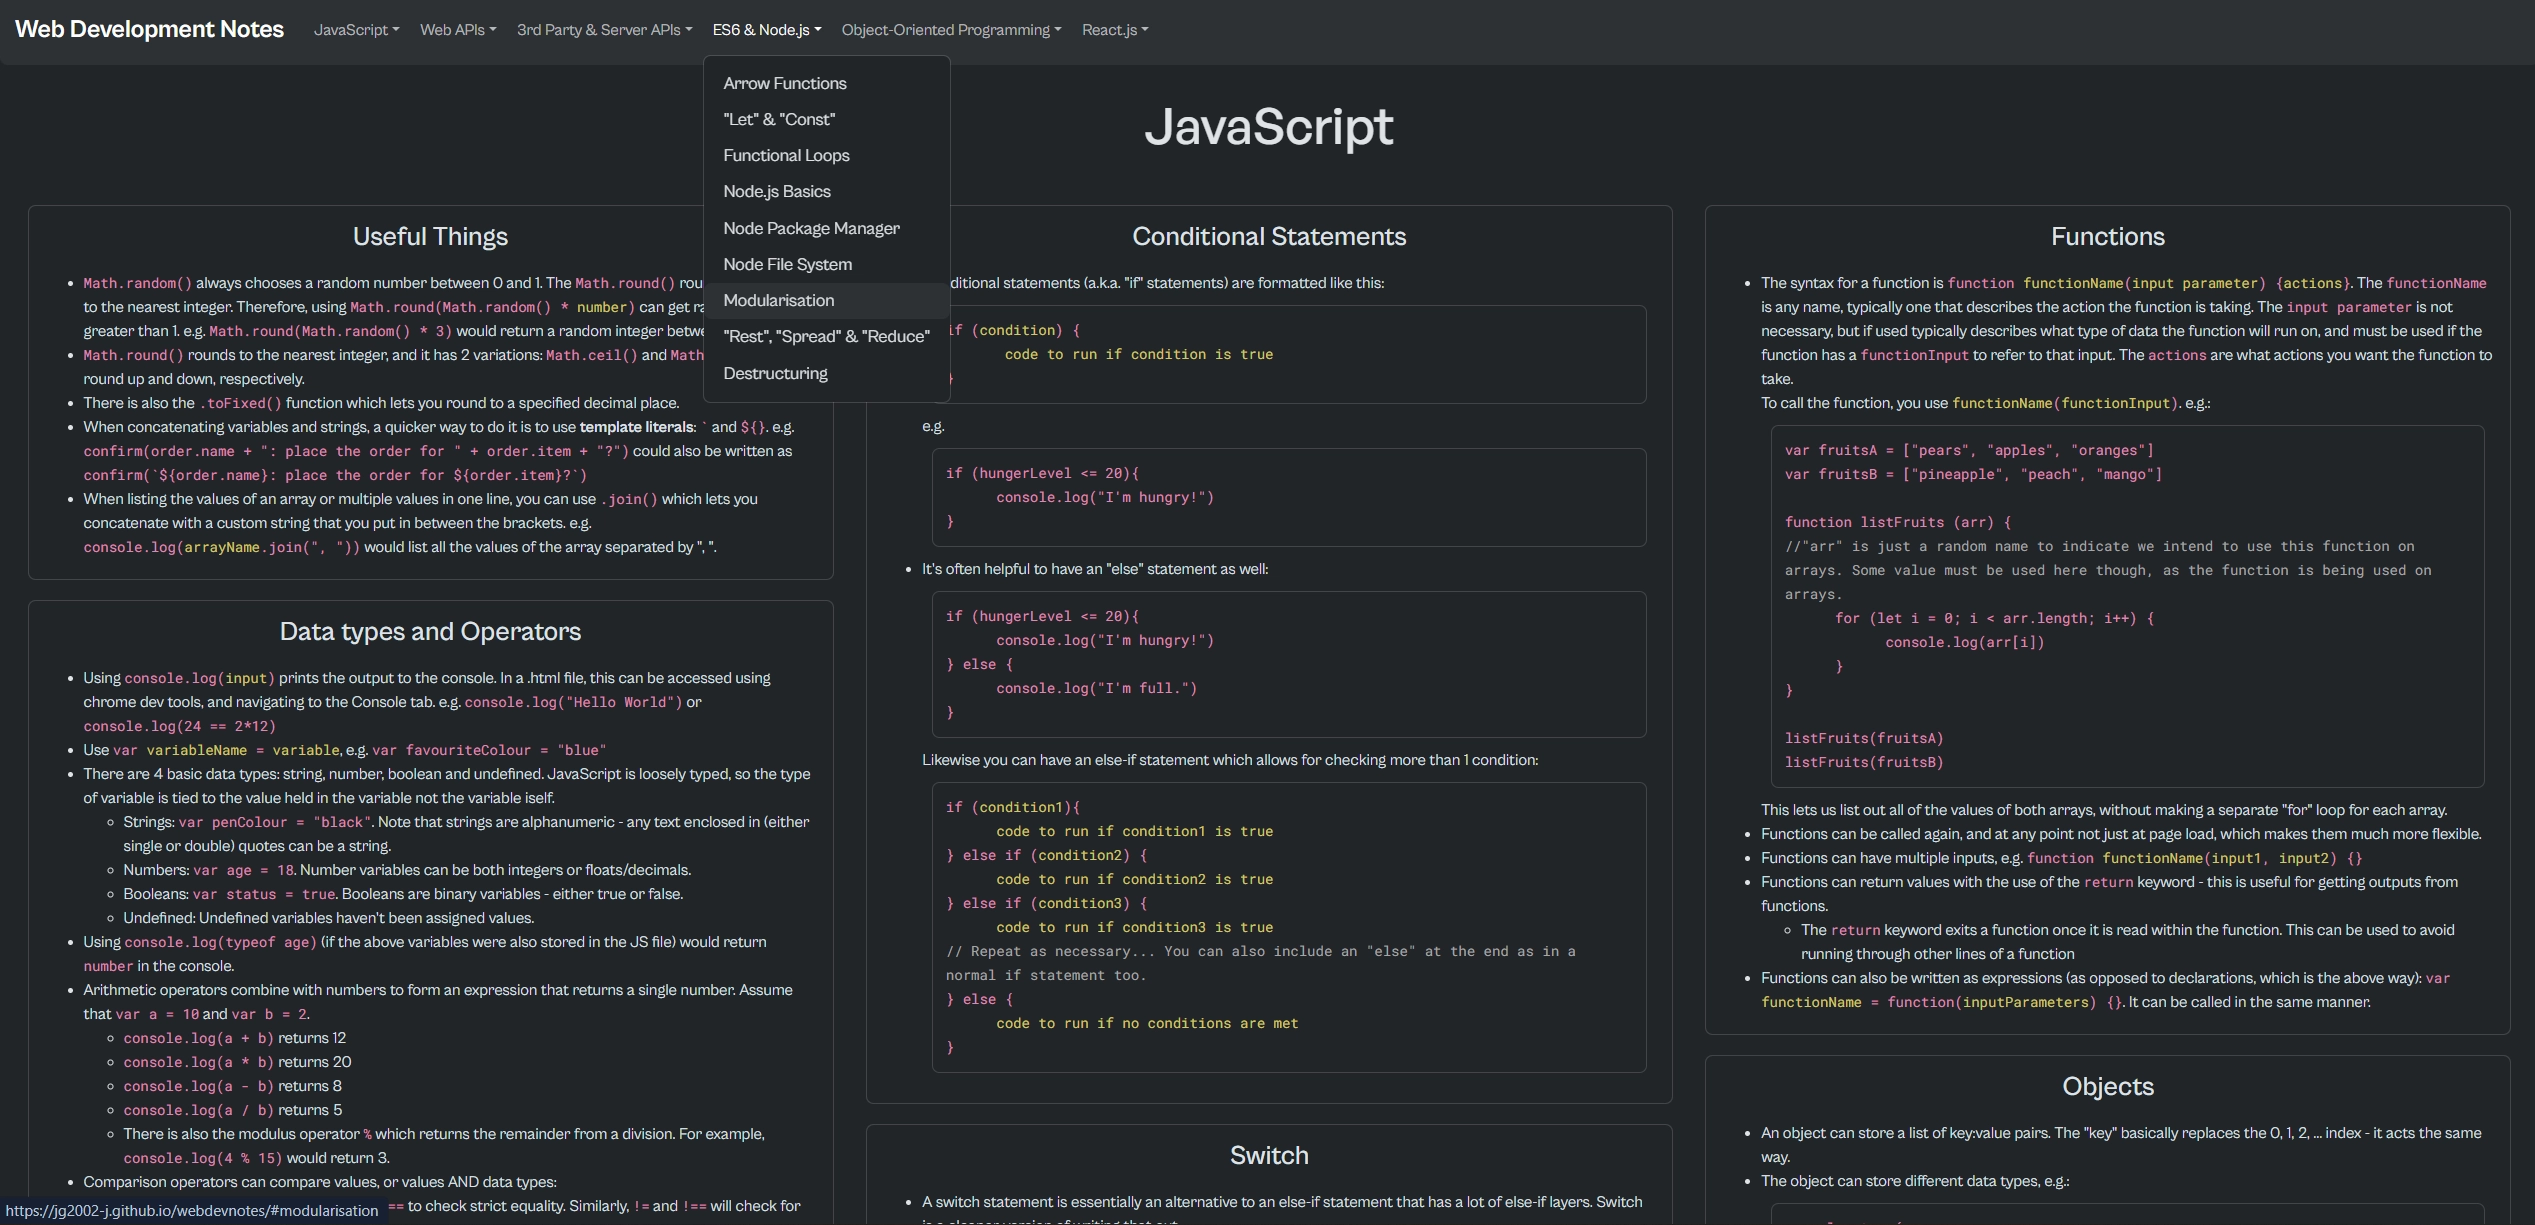 Web Development Notes
JavaScript
Web APIs
3rd Party & Server APIs
ES6 & Node.js
Object-Oriented Programming
React.js
Arrow Functions
"Let" & "Const"
Functional Loops
Node.js Basics
Node Package Manager
Node File System
Modularisation
"Rest", "Spread" & "Reduce"
Destructuring
JavaScript
Useful Things
Math.random() always chooses a random number between 0 and 1. The Math.round()
to the nearest integer. Therefore, using Math.round(Math.random() * number) can get
greater than 1. e.g. Math.round(Math.random() * 3) would return a random integer
Math.round() rounds to the nearest integer, and it has 2 variations: Math.ceil() and Math
round up and down, respectively.
There is also the .toFixed() function which lets you round to a specified decimal place.
When concatenating variables and strings, a quicker way to do it is to use template literals: ` and ${}. e.g.
confirm(order.name + ": place the order for " + order.item + "?") could also be written as
confirm(`${order.name}: place the order for ${order.item}?`)
When listing the values of an array or multiple values in one line, you can use .join() which lets you
concatenate with a custom string that you put in between the brackets. e.g.
console.log(arrayName.join(", ")) would list all the values of the array separated by ", ".
Data types and Operators
Using console.log(input) prints the output to the console. In a .html file, this can be accessed using
chrome dev tools, and navigating to the Console tab. e.g. console.log("Hello World") or
console.log(24 == 2*12)
Use var variableName = variable, e.g. var favouriteColour = "blue"
There are 4 basic data types: string, number, boolean and undefined. JavaScript is loosely typed, so the type
of variable is tied to the value held in the variable not the variable iself.
Strings: var penColour = "black". Note that strings are alphanumeric - any text enclosed in (either
single or double) quotes can be a string.
Numbers: var age = 18. Number variables can be both integers or floats/decimals.
Booleans: var status = true. Booleans are binary variables - either true or false.
Undefined: Undefined variables haven't been assigned values.
Using console.log(typeof age) (if the above variables were also stored in the JS file) would return
number in the console.
Arithmetic operators combine with numbers to form an expression that returns a single number. Assume
that var a = 10 and var b = 2.
console.log(a + b) returns 12
console.log(a * b) returns 20
console.log(a - b) returns 8
console.log(a / b) returns 5
There is also the modulus operator % which returns the remainder from a division. For example,
console.log(4 % 15) would return 3.
Comparison operators can compare values, or values AND data types:
== to check strict equality. Similarly, != and !== will check for
https://jg2002-j.github.io/webdevnotes/#modularisation
Conditional Statements
ditional statements (a.k.a. "if" statements) are formatted like this:
if (condition) {
code to run if condition is true
}
e.g.
if (hungerLevel <= 20){
console.log("I'm hungry!")
}
It's often helpful to have an "else" statement as well:
if (hungerLevel <= 20){
console.log("I'm hungry!")
} else {
console.log("I'm full.")
}
Likewise you can have an else-if statement which allows for checking more than 1 condition:
if (condition1){
code to run if condition1 is true
} else if (condition2) {
code to run if condition2 is true
} else if (condition3) {
code to run if condition3 is true
// Repeat as necessary... You can also include an "else" at the end as in a
normal if statement too.
} else {
code to run if no conditions are met
}
Switch
A switch statement is essentially an alternative to an else-if statement that has a lot of else-if layers. Switch
Functions
The syntax for a function is function functionName(input parameter) {actions}. The functionName
is any name, typically one that describes the action the function is taking. The input parameter is not
necessary, but if used typically describes what type of data the function will run on, and must be used if the
function has a functionInput to refer to that input. The actions are what actions you want the function to
take.
To call the function, you use functionName(functionInput). e.g.:
var fruitsA = ["pears", "apples", "oranges"]
var fruitsB = ["pineapple", "peach", "mango"]
function listFruits (arr) {
//"arr" is just a random name to indicate we intend to use this function on
arrays. Some value must be used here though, as the function is being used on
arrays.
for (let i = 0; i < arr.length; i++) {
console.log(arr[i])
}
}
listFruits(fruitsA)
listFruits(fruitsB)
This lets us list out all of the values of both arrays, without making a separate "for" loop for each array.
Functions can be called again, and at any point not just at page load, which makes them much more flexible.
Functions can have multiple inputs, e.g. function functionName(input1, input2) {}
Functions can return values with the use of the return keyword - this is useful for getting outputs from
functions.
The return keyword exits a function once it is read within the function. This can be used to avoid
running through other lines of a function
Functions can also be written as expressions (as opposed to declarations, which is the above way): var
functionName = function(inputParameters) {}. It can be called in the same manner.
Objects
An object can store a list of key:value pairs. The "key" basically replaces the 0, 1, 2, ... index - it acts the same
way.
The object can store different data types, e.g.: